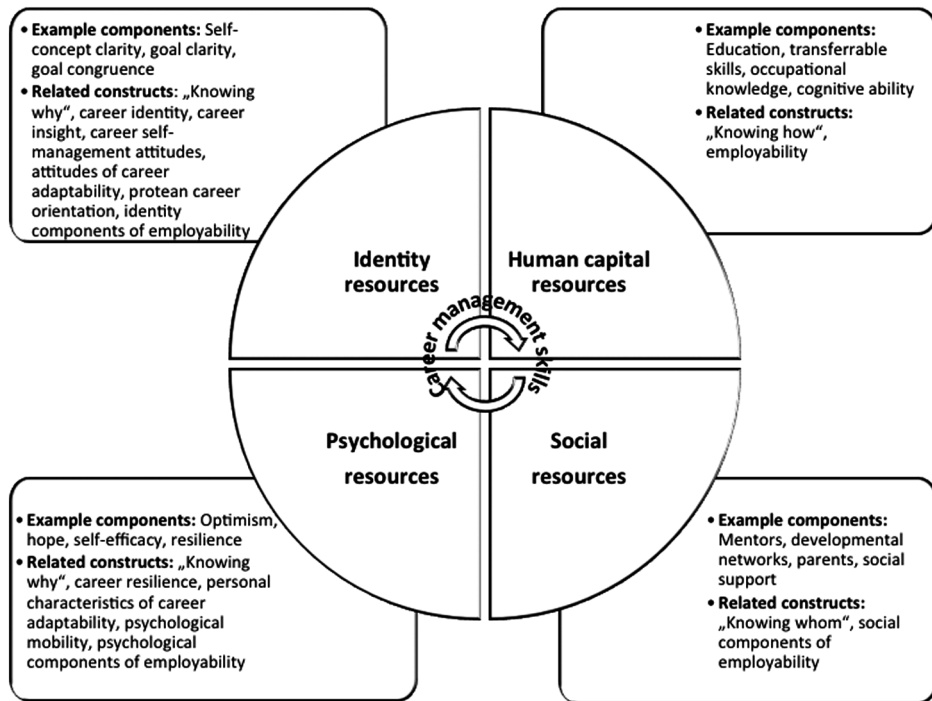 • Example components: Self-
concept clarity, goal clarity,
goal congruence
• Related constructs: „Knowing
why“, career identity, career
insight, career self-
management attitudes,
attitudes of career
adaptability, protean career
orientation, identity
components of employability
• Example components:
Education, transferrable
skills, occupational
knowledge, cognitive ability
• Related constructs:
„Knowing how“,
employability
Identity
resources
Human capital
resources
Career management skills
Psychological
resources
Social
resources
• Example components: Optimism,
hope, self-efficacy, resilience
• Related constructs: „Knowing
why“, career resilience, personal
characteristics of career
adaptability, psychological
mobility, psychological
components of employability
• Example components:
Mentors, developmental
networks, parents, social
support
• Related constructs:
„Knowing whom“, social
components of
employability